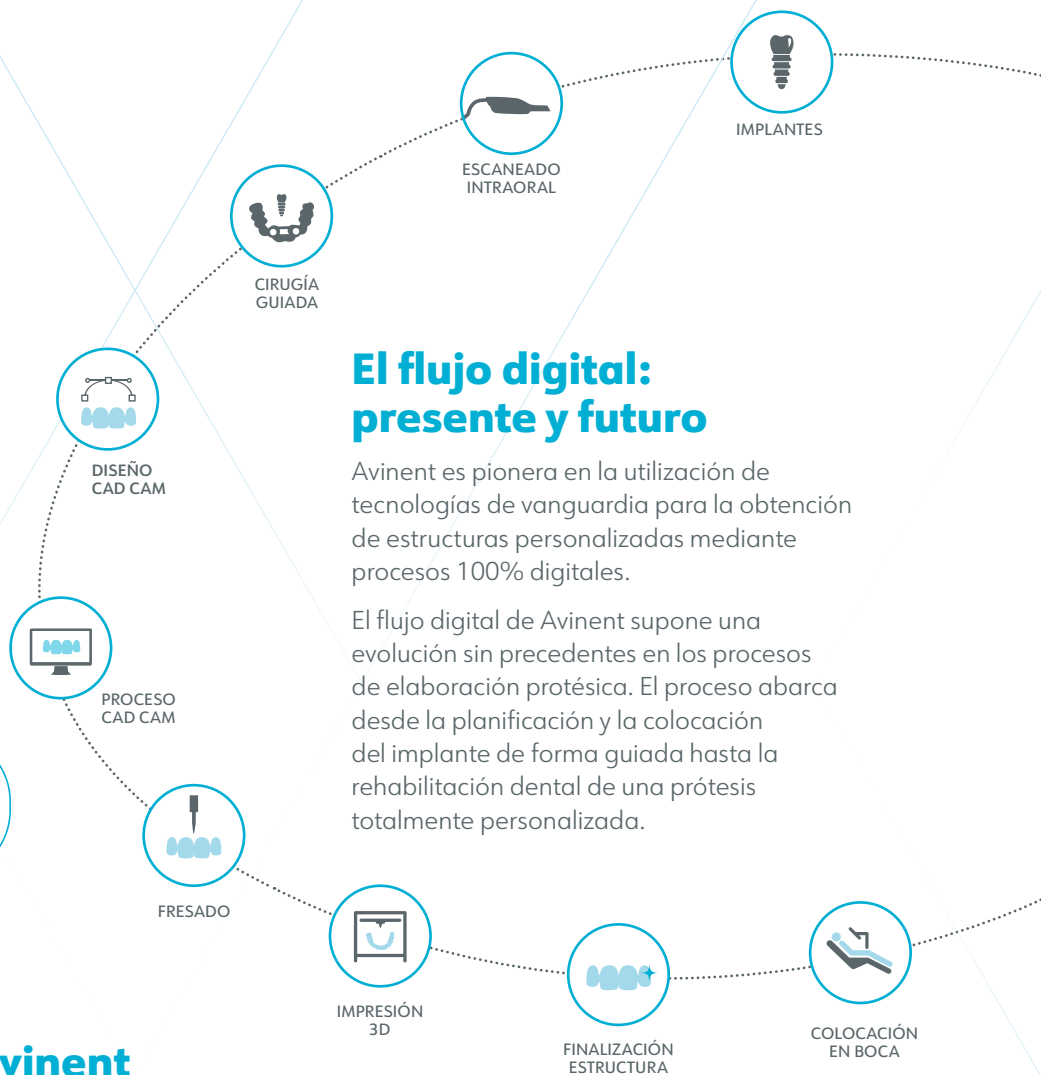 IMPLANTES
ESCANEADO
INTRAORAL
CIRUGÍA
GUIADA
El flujo digital:
presente y futuro
Avinent es pionera en la utilización de
tecnologías de vanguardia para la obtención
de estructuras personalizadas mediante
procesos 100% digitales.
El flujo digital de Avinent supone una
evolución sin precedentes en los procesos
de elaboración protésica. El proceso abarca
desde la planificación y la colocación
del implante de forma guiada hasta la
rehabilitación dental de una prótesis
totalmente personalizada.
DISEÑO
CAD CAM
PROCESO
CAD CAM
FRESADO
IMPRESIÓN
3D
FINALIZACIÓN
ESTRUCTURA
COLOCACIÓN
EN BOCA
vinent